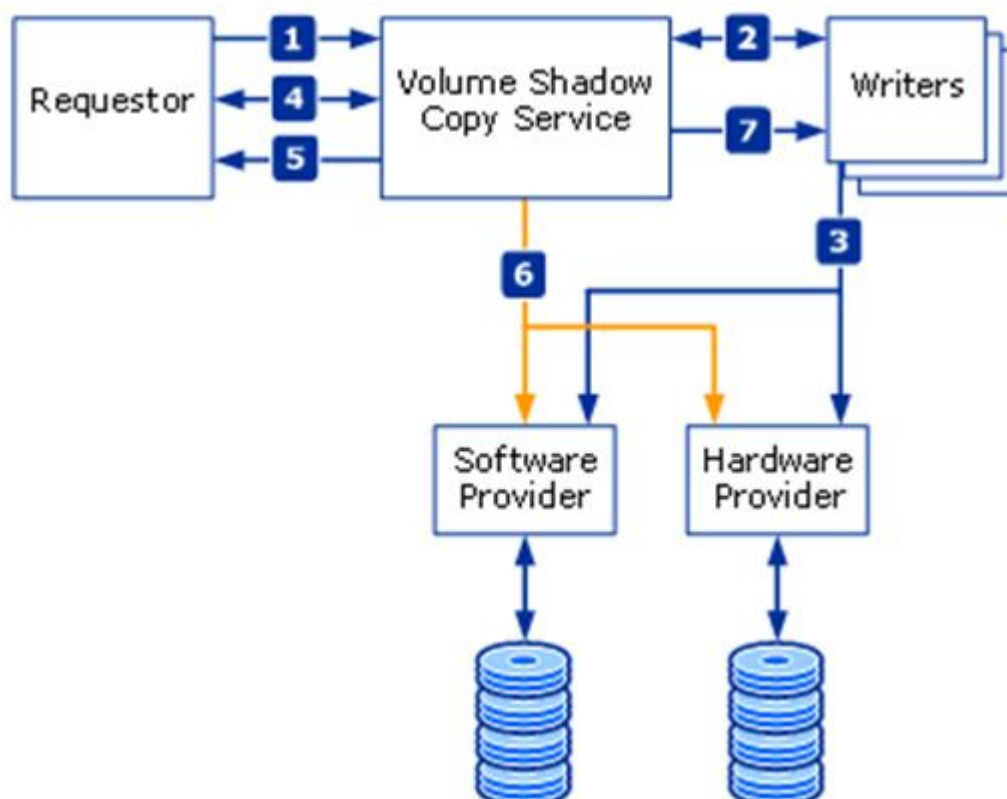 1
2
Requestor
4
Volume Shadow
Copy Service
Writers
7
5
3
6
Software
Provider
Hardware
Provider